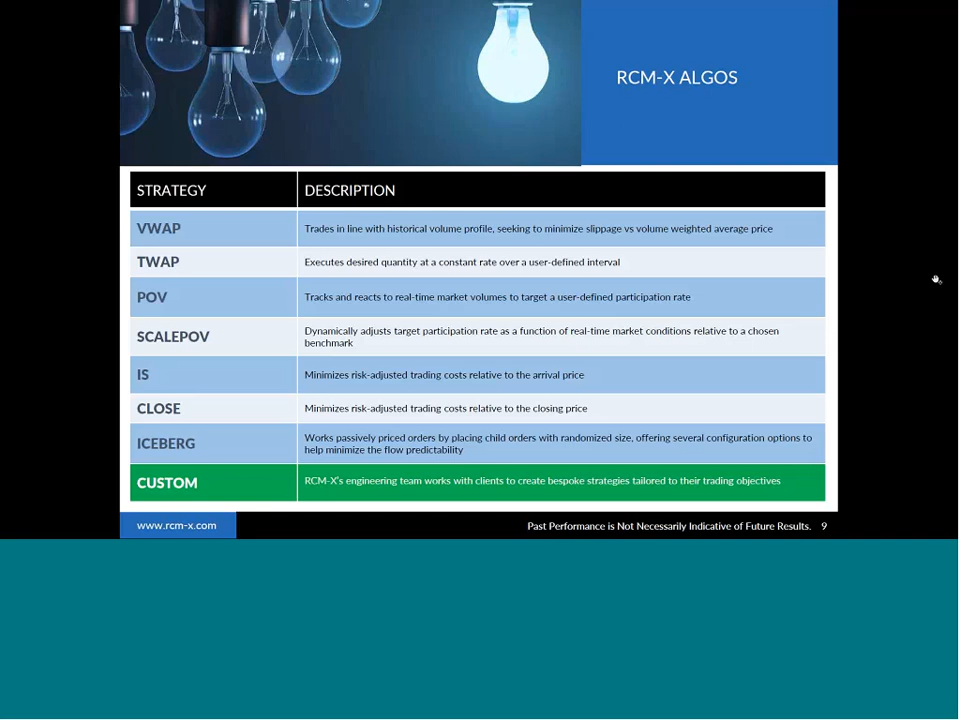 RCM-X ALGOS
STRATEGY DESCRIPTION
VWAP Trades in line with historical volume profile, seeking to minimize slippage vs volume weighted average price
TWAP Executes desired quantity at a constant rate over a user-defined interval
POV Tracks and reacts to real-time market volumes to target a user-defined participation rate
SCALEPOV Dynamically adjusts target participation rate as a function of real-time market conditions relative to a chosen
benchmark
IS Minimizes risk-adjusted trading costs relative to the arrival price
CLOSE Minimizes risk-adjusted trading costs relative to the closing price
ICEBERG Works passively priced orders by placing child orders with randomized size, offering several configuration options to
help minimize the flow predictability
CUSTOM RCM-X's engineering team works with clients to create bespoke strategies tailored to their trading objectives
www.rcm-x.com Past Performance is Not Necessarily Indicative of Future Results. 9